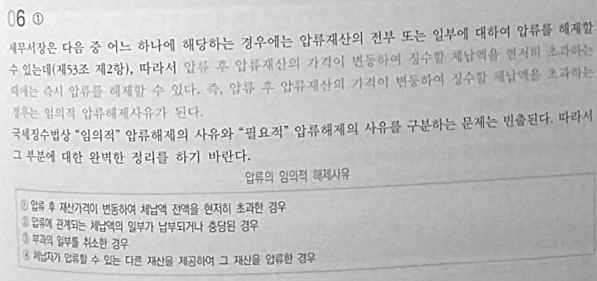 06 ①
세무서장은 다음 중 어느 하나에 해당하는 경우에는 압류재산의 전부 또는 일부에 대하여 압류를 해제할
수 있는데(제53조 제2항), 따라서 압류 후 압류재산의 가격이 변동하여 징수할 체납액을 현저히 초과하는
때에는 즉시 압류를 해제할 수 있다. 즉, 압류 후 압류재산의 가격이 변동하여 징수할 체납액을 초과하는
경우는 임의적 압류해제사유가 된다.
국세징수법상 “임의적” 압류해제의 사유와 “필요적” 압류해제의 사유를 구분하는 문제는 빈출된다. 따라서
그 부분에 대한 완벽한 정리를 하기 바란다.
압류의 임의적 해제사유
① 압류 후 재산가격이 변동하여 체납액 전액을 현저히 초과한 경우
② 압류에 관계되는 체납액의 일부가 납부되거나 충당된 경우
③ 부과의 일부를 취소한 경우
④ 체납자가 압류할 수 있는 다른 재산을 제공하여 그 재산을 압류한 경우